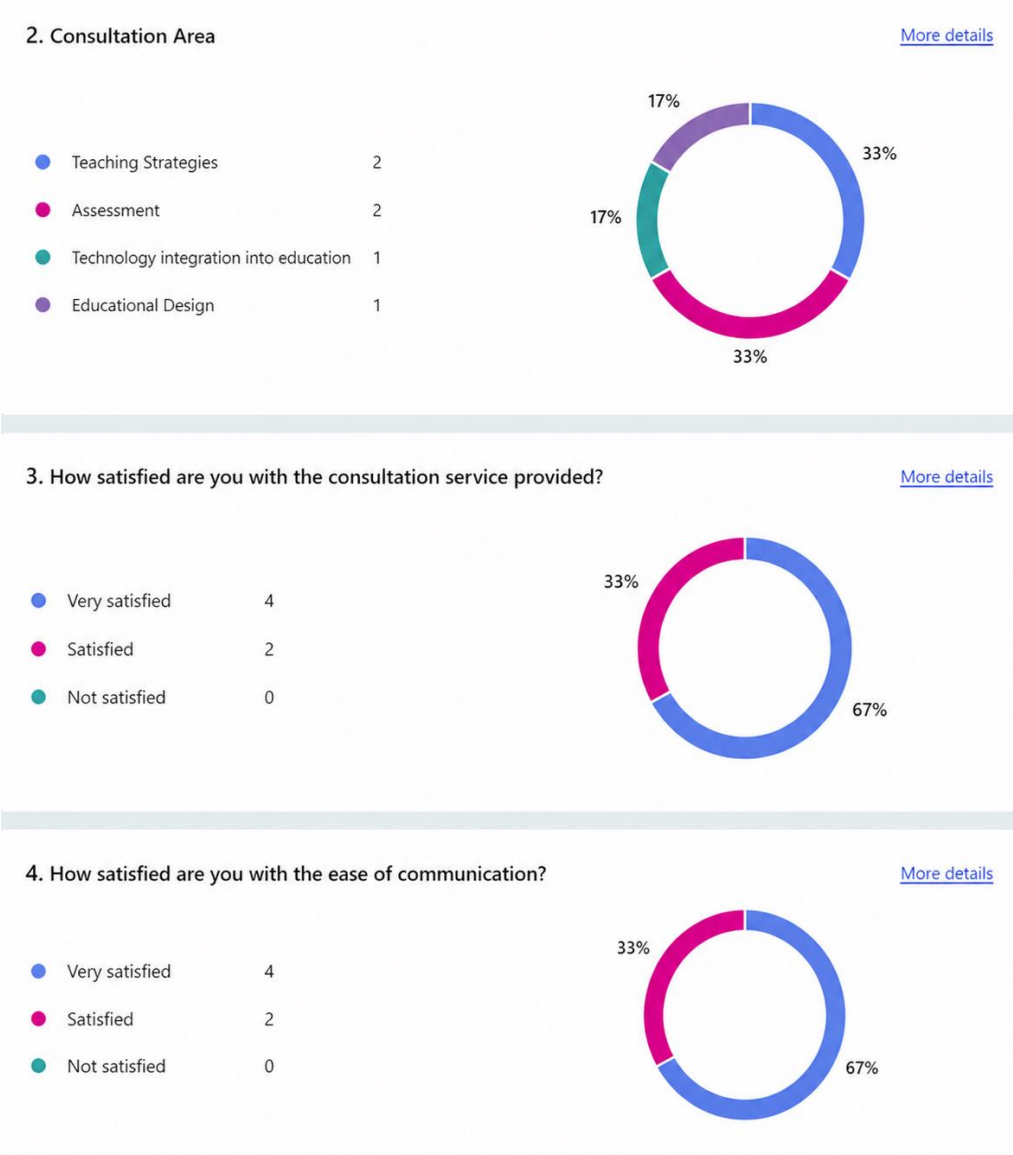 2. Consultation Area
More details
Teaching Strategies 2
Assessment 2
Technology integration into education 1
Educational Design 1
17%
33%
17%
33%
3. How satisfied are you with the consultation service provided?
More details
Very satisfied 4
Satisfied 2
Not satisfied 0
33%
67%
4. How satisfied are you with the ease of communication?
More details
Very satisfied 4
Satisfied 2
Not satisfied 0
33%
67%